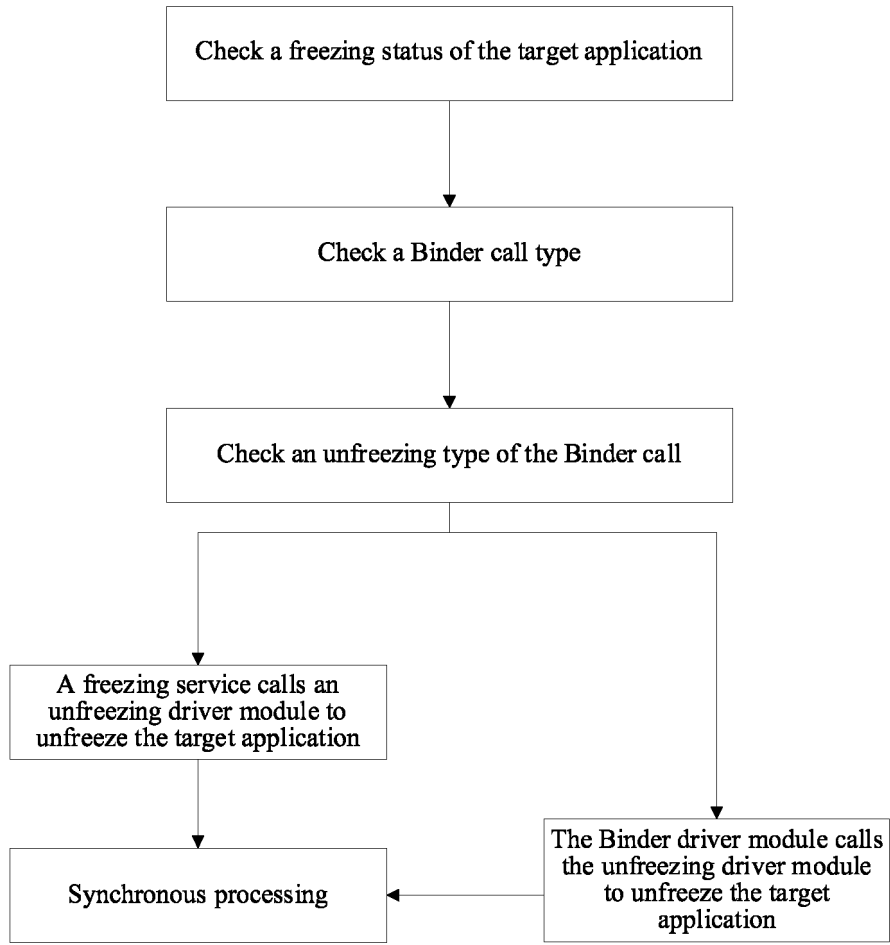 Check a freezing status of the target application
Check a Binder call type
Check an unfreezing type of the Binder call
A freezing service calls an
unfreezing driver module to
unfreeze the target application
The Binder driver module calls
the unfreezing driver module
to unfreeze the target
application
Synchronous processing